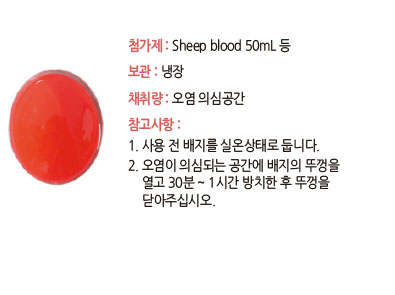 첨가제 : Sheep blood 50mL 등
보관 : 냉장
채취량 : 오염 의심공간
참고사항 :
1. 사용 전 배지를 실온상태로 둡니다.
2. 오염이 의심되는 공간에 배지의 뚜껑을
열고 30분 ~ 1시간 방치한 후 뚜껑을
닫아주십시오.